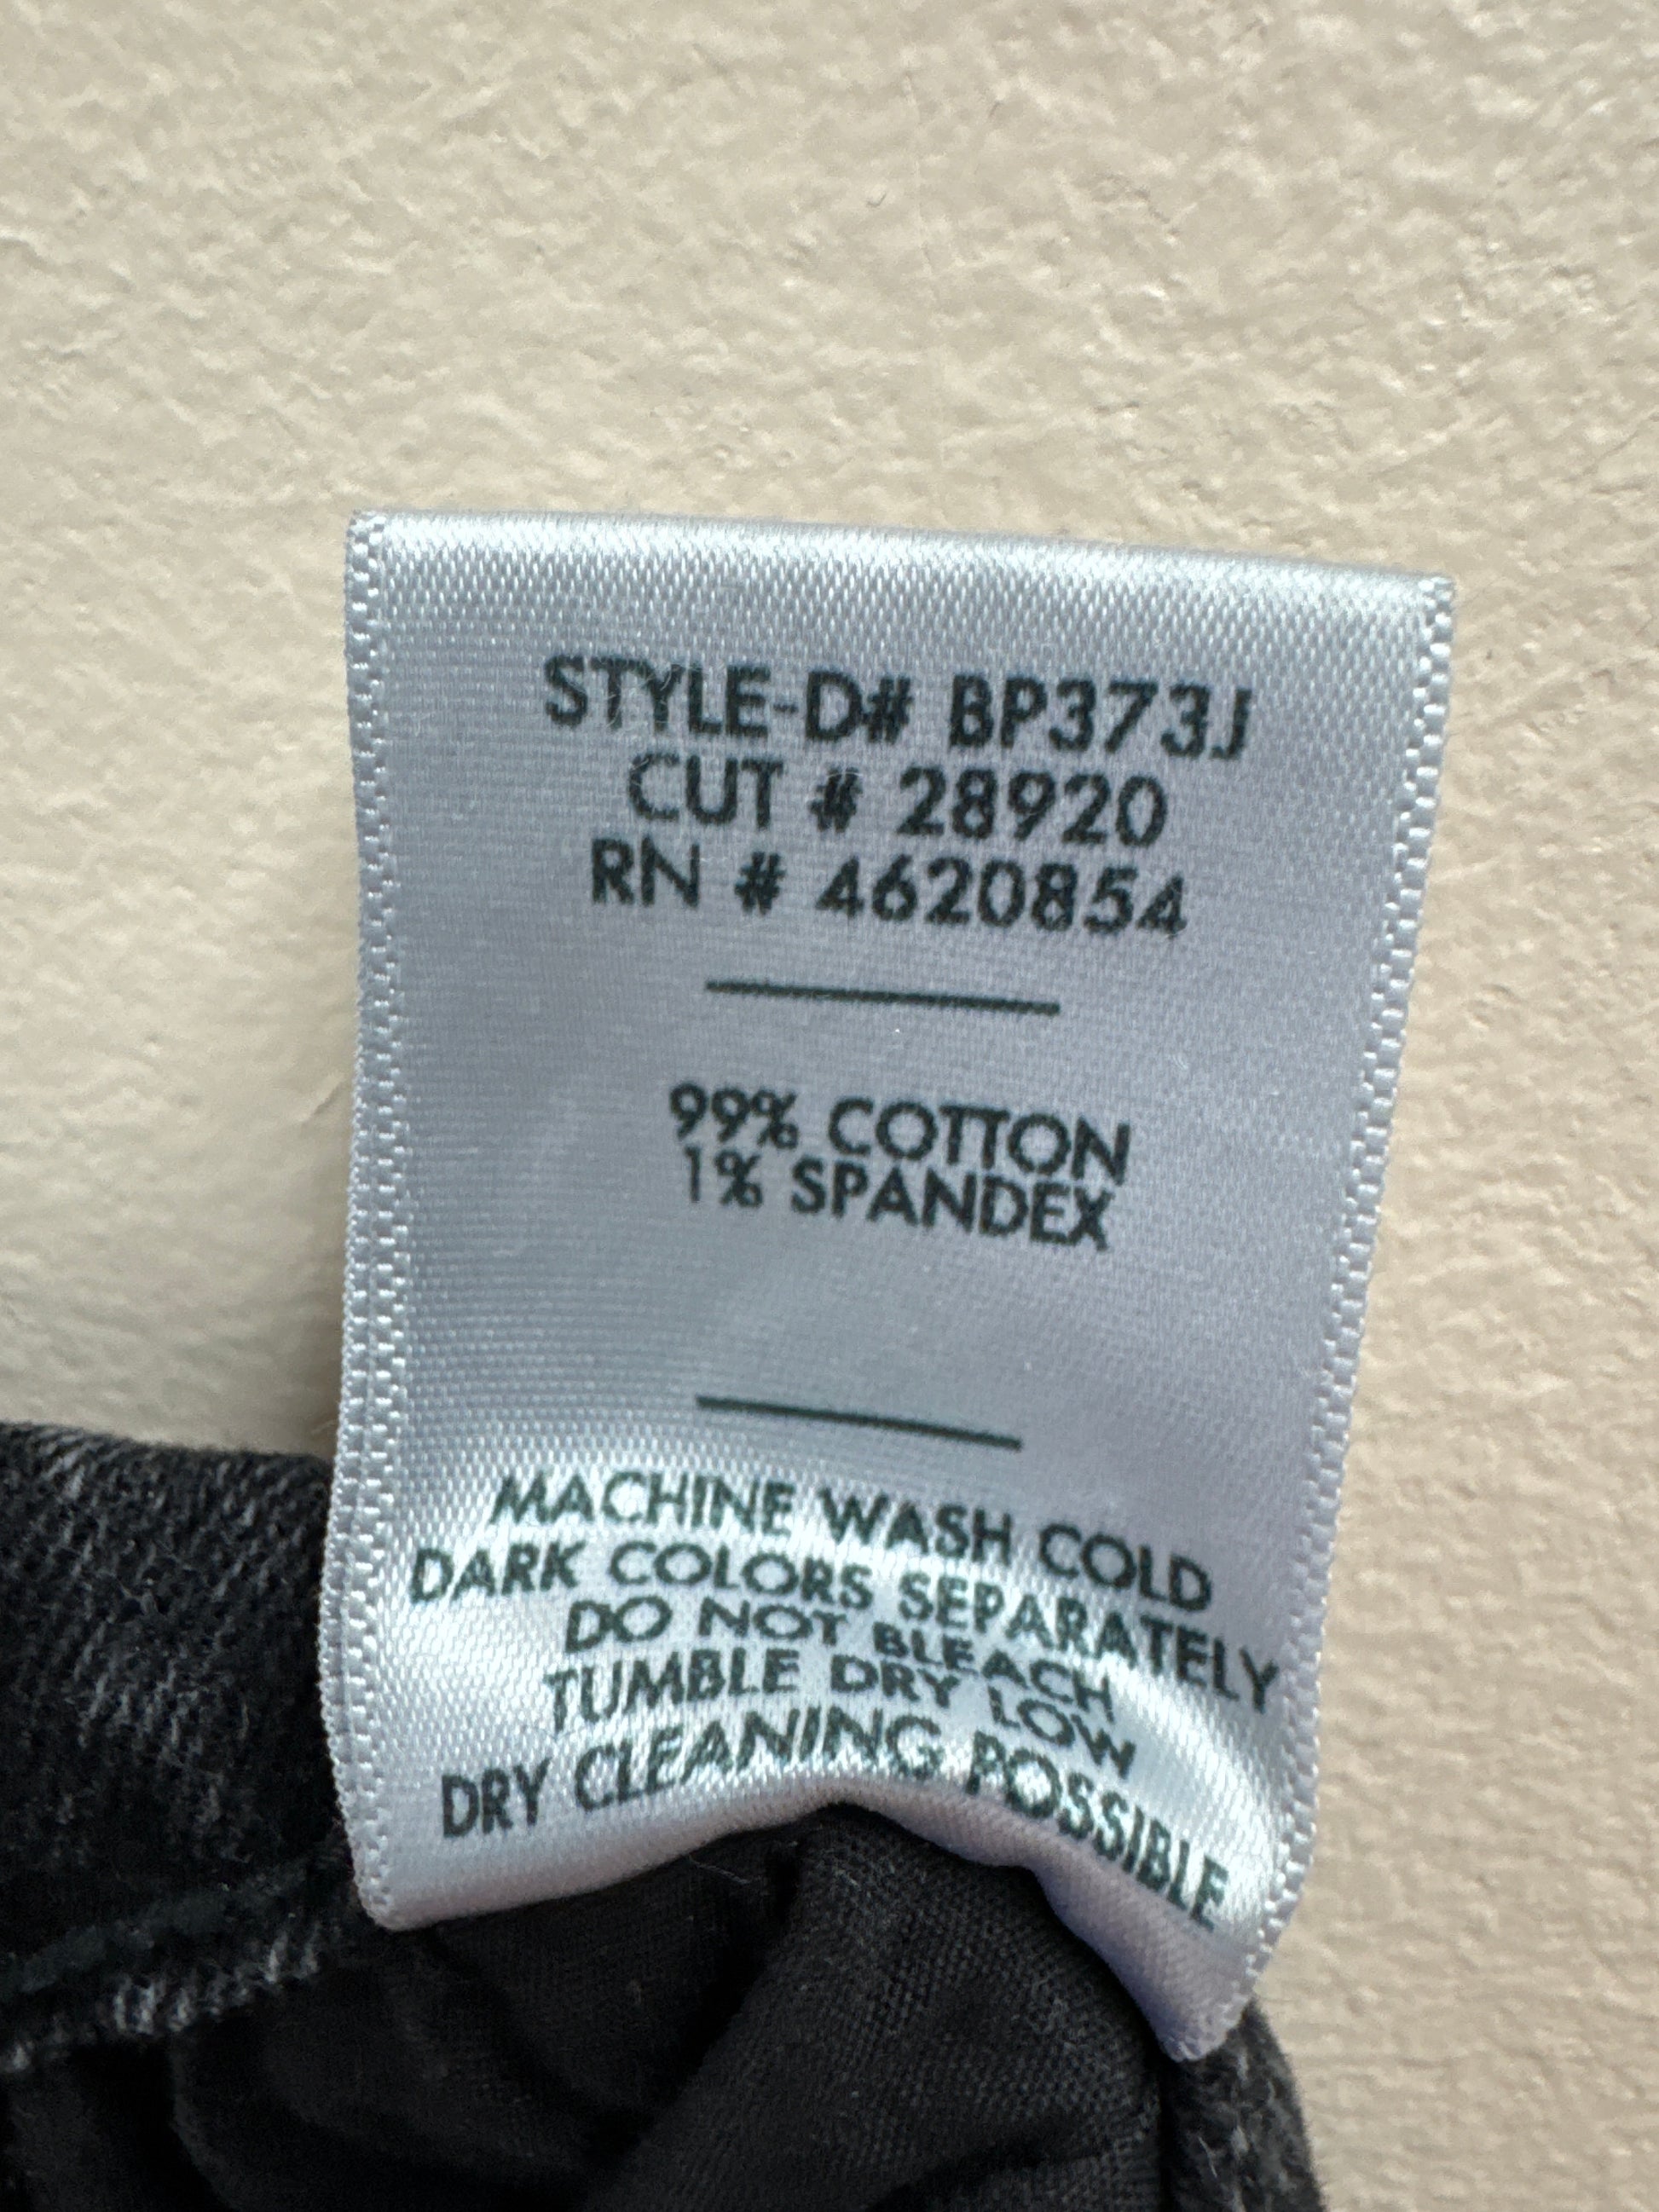 STYLE-D# BP373J
CUT # 28920
RN # 4620854
99% COTTON
1% SPANDEX
MACHINE WASH COLD
DARK COLORS SEPARATELY
DO NOT BLEACH
TUMBLE DRY LOW
DRY CLEANING POSSIBLE